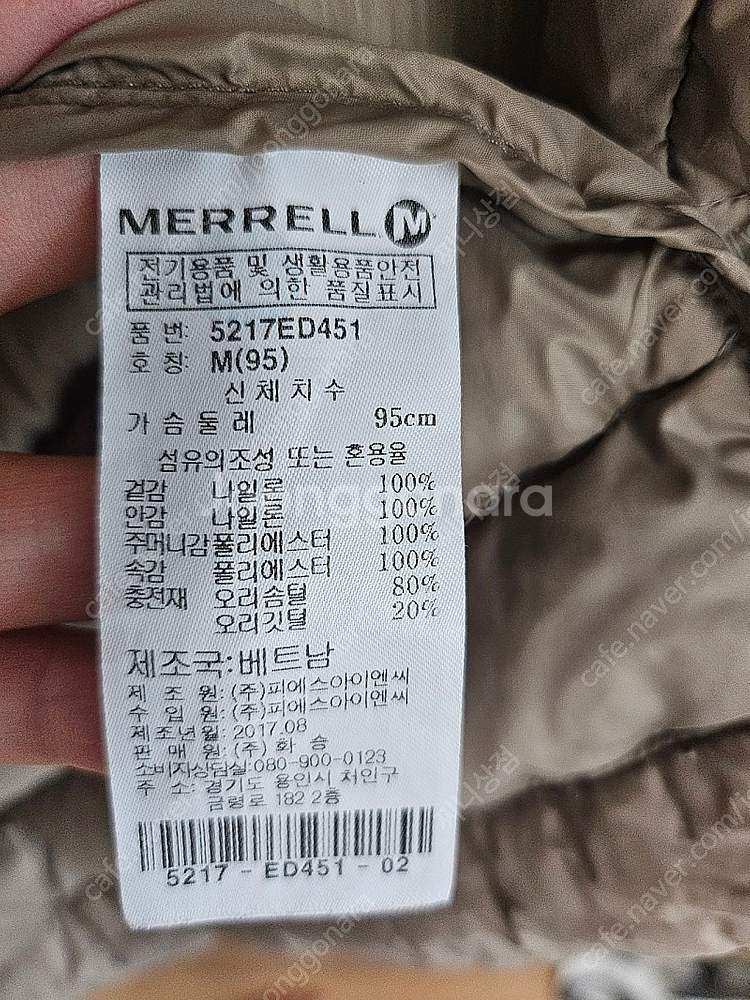 MERRELL M
전기용품 및 생활용품안전
관리법에 의한 품질표시
품 번: 5217ED451
호 칭: M(95)
신체치수
가슴둘레 95cm
섬유의조성 또는 혼용율
겉감 나일론 100%
안감 나일론 100%
주머니감 폴리에스터 100%
속감 폴리에스터 100%
충전재 오리솜털 80%
오리깃털 20%
제조국:베트남
제 조 원:(주)피에스아이엔씨
수 입 원:(주)피에스아이엔씨
제조년월:2017.08
판 매 원:(주)화 승
소비자상담실:080-900-0123
주 소:경기도 용인시 처인구
금령로 182 2층
5217 - ED451 - 02
joonggonara
cafe.naver.com/joonggonara